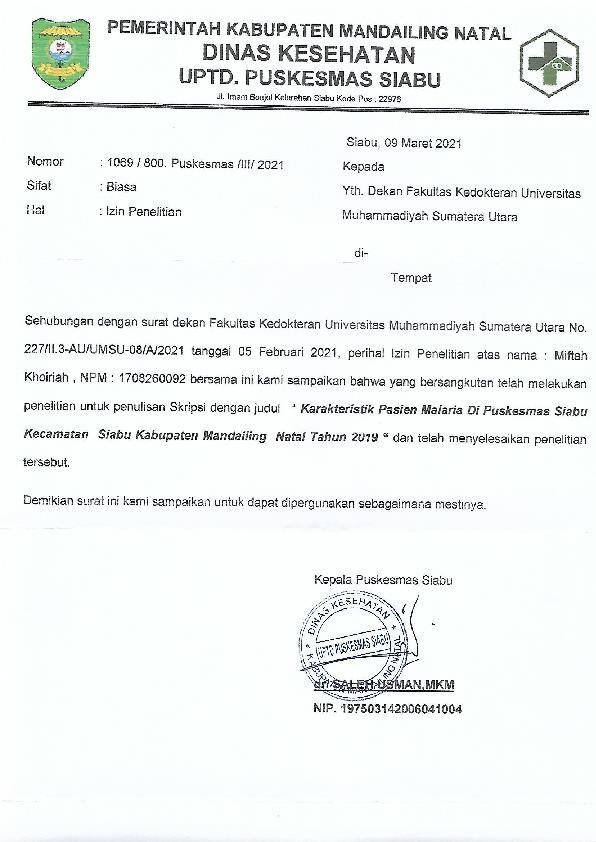 PEMERINTAH KABUPATEN MANDAILING NATAL
DINAS KESEHATAN
UPTD. PUSKESMAS SIABU
Jl. Imam Bonjol Kelurahan Siabu Kode Pos : 22976
Siabu, 09 Maret 2021
Nomor : 1069 / 800. Puskesmas /III/ 2021
Kepada
Sifat : Biasa
Yth. Dekan Fakultas Kedokteran Universitas
Hal : Izin Penelitian
Muhammadiyah Sumatera Utara
di-
Tempat
Sehubungan dengan surat dekan Fakultas Kedokteran Universitas Muhammadiyah Sumatera Utara No.
227/II.3-AU/UMSU-08/A/2021 tanggal 05 Februari 2021, perihal Izin Penelitian atas nama : Miftah
Khoiriah , NPM : 1708260092 bersama ini kami sampaikan bahwa yang bersangkutan telah melakukan
penelitian untuk penulisan Skripsi dengan judul “ Karakteristik Pasien Malaria Di Puskesmas Siabu
Kecamatan Siabu Kabupaten Mandailing Natal Tahun 2019 “ dan telah menyelesaikan penelitian
tersebut.
Demikian surat ini kami sampaikan untuk dapat dipergunakan sebagaimana mestinya.
Kepala Puskesmas Siabu
DINAS KESEHATAN
UPTD PUSKESMAS SIABU
dr. SALEH USMAN,MKM
NIP. 197503142006041004